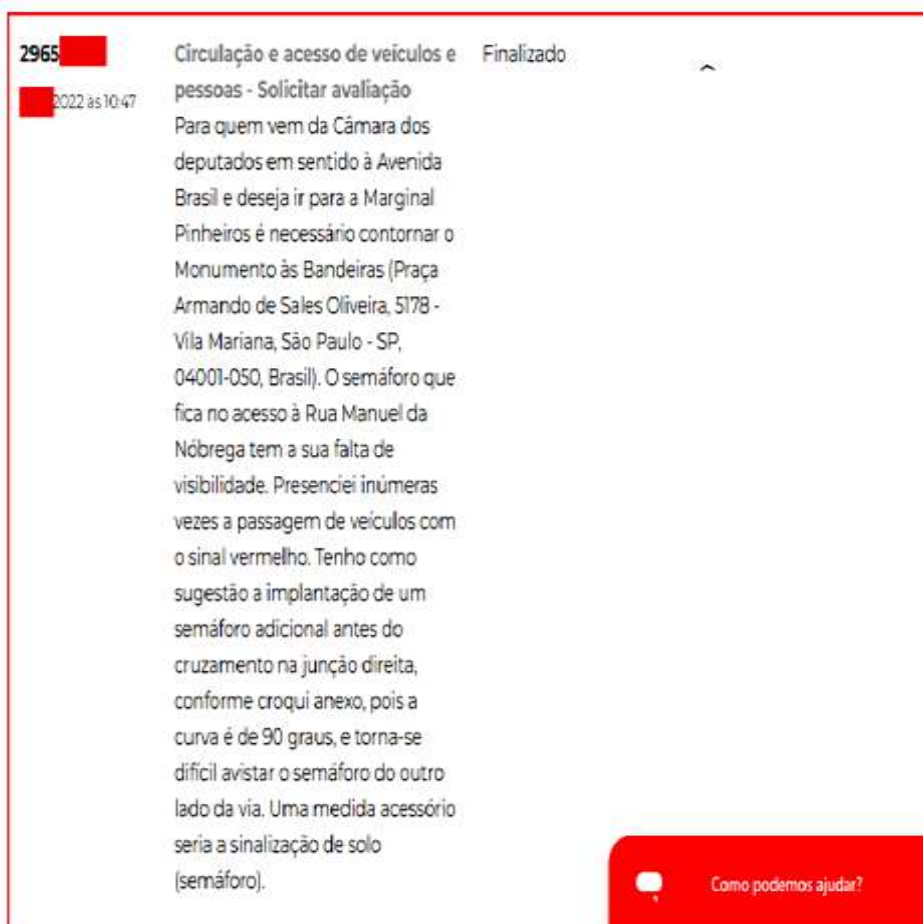 2965
2022 às 10:47
Circulação e acesso de veículos e
pessoas - Solicitar avaliação
Para quem vem da Câmara dos
deputados em sentido à Avenida
Brasil e deseja ir para a Marginal
Pinheiros é necessário contornar o
Monumento às Bandeiras (Praça
Armando de Sales Oliveira, 5178 -
Vila Mariana, São Paulo - SP,
04001-050, Brasil). O semáforo que
fica no acesso à Rua Manuel da
Nóbrega tem a sua falta de
visibilidade. Presenciei inúmeras
vezes a passagem de veículos com
o sinal vermelho. Tenho como
sugestão a implantação de um
semáforo adicional antes do
cruzamento na junção direita,
conforme croqui anexo, pois a
curva é de 90 graus, e torna-se
difícil avistar o semáforo do outro
lado da via. Uma medida acessório
seria a sinalização de solo
(semáforo).
Finalizado
Como podemos ajudar?